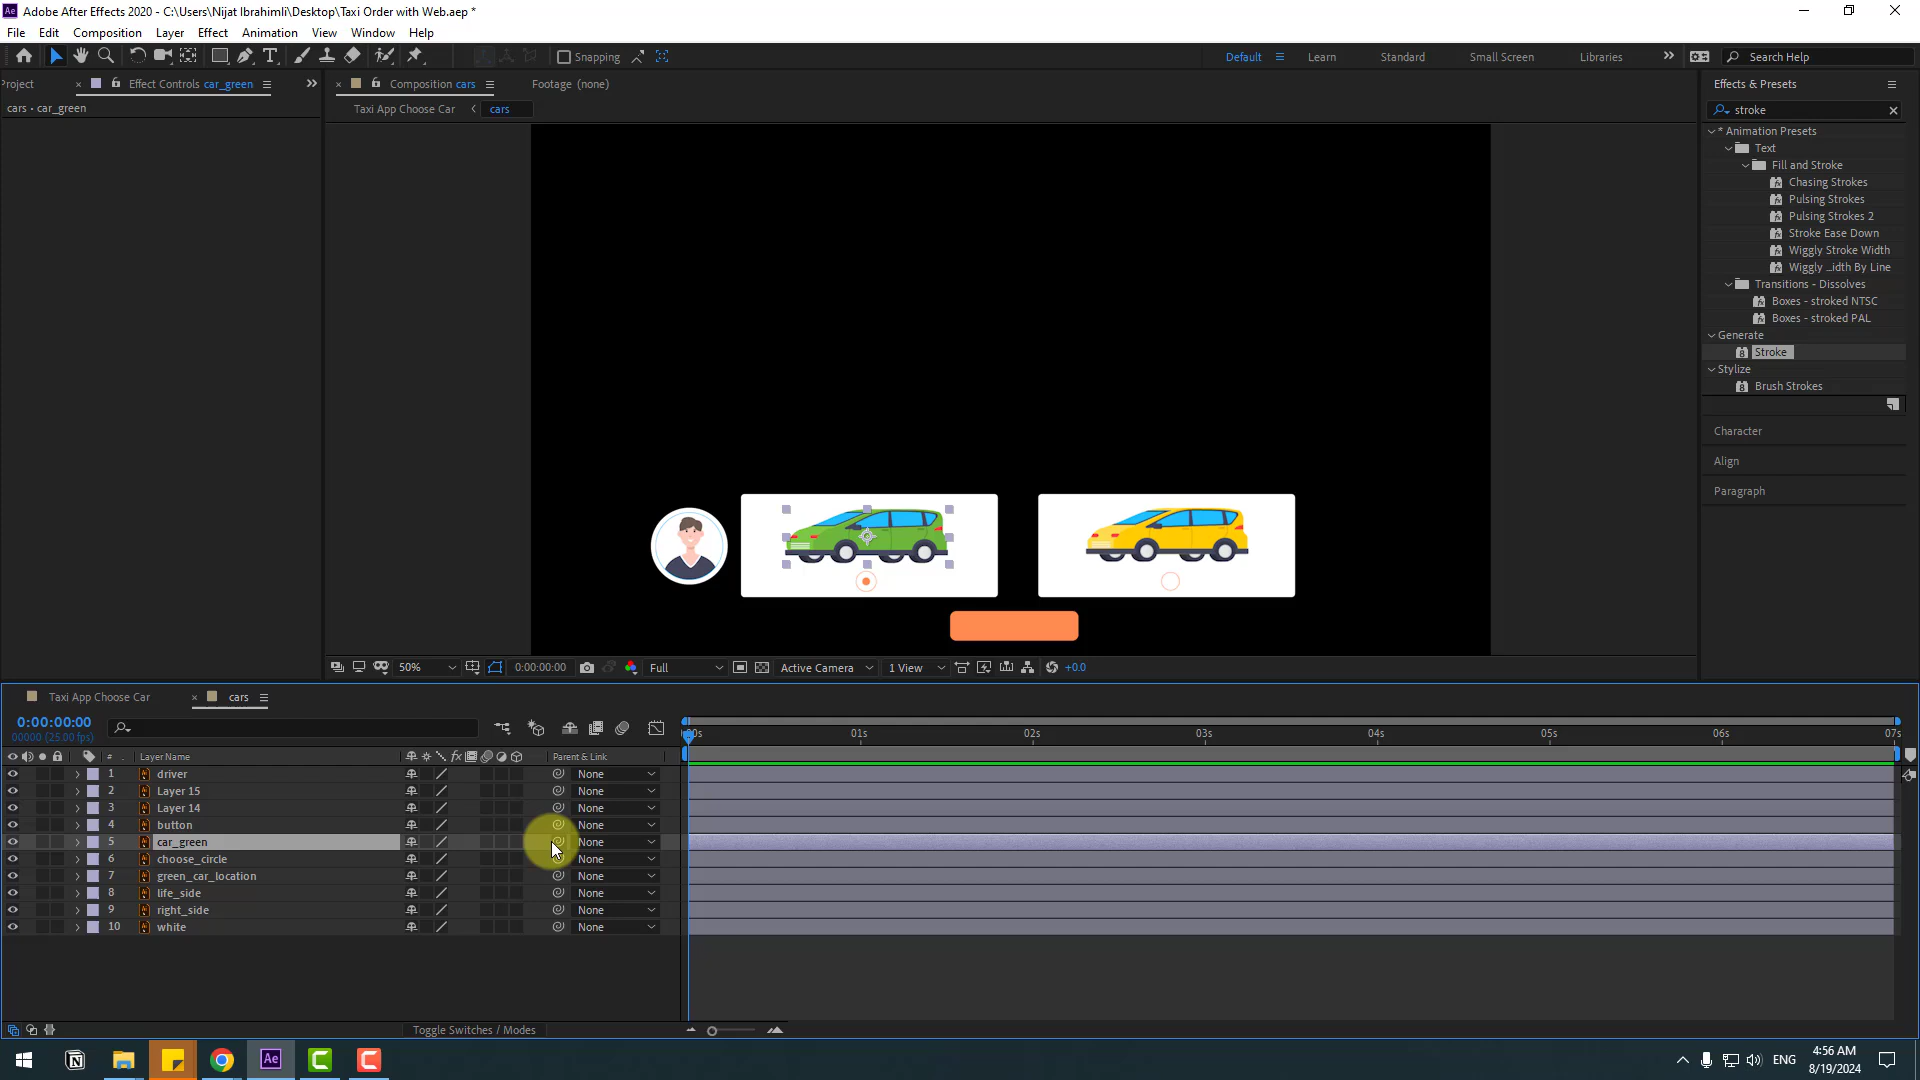 Adobe After Effects 2020 - C:\Users\Nijat Ibrahimli\Desktop\Taxi Order with Web.aep *
File Edit Composition Layer Effect Animation View Window Help
Snapping Default Learn Standard Small Screen Libraries Search Help
Project Effect Controls car_green Composition cars Footage (none)
cars • car_green
Taxi App Choose Car cars
Effects & Presets
stroke
* Animation Presets
Text
Fill and Stroke
Chasing Strokes
Pulsing Strokes
Pulsing Strokes 2
Stroke Ease Down
Wiggly Stroke Width
Wiggly ...idth By Line
Transitions - Dissolves
Boxes - stroked NTSC
Boxes - stroked PAL
Generate
Stroke
Stylize
Brush Strokes
Character
Align
Paragraph
50% 0:00:00:00 Full Active Camera 1 View +0.0
Taxi App Choose Car cars
0:00:00:00
00000 (25.00 fps)
:00s 01s 02s 03s 04s 05s 06s 07s
# Layer Name Parent & Link
1 driver None
2 Layer 15 None
3 Layer 14 None
4 button None
5 car_green None
6 choose_circle None
7 green_car_location None
8 life_side None
9 right_side None
10 white None
Toggle Switches / Modes
ENG 4:56 AM
8/19/2024